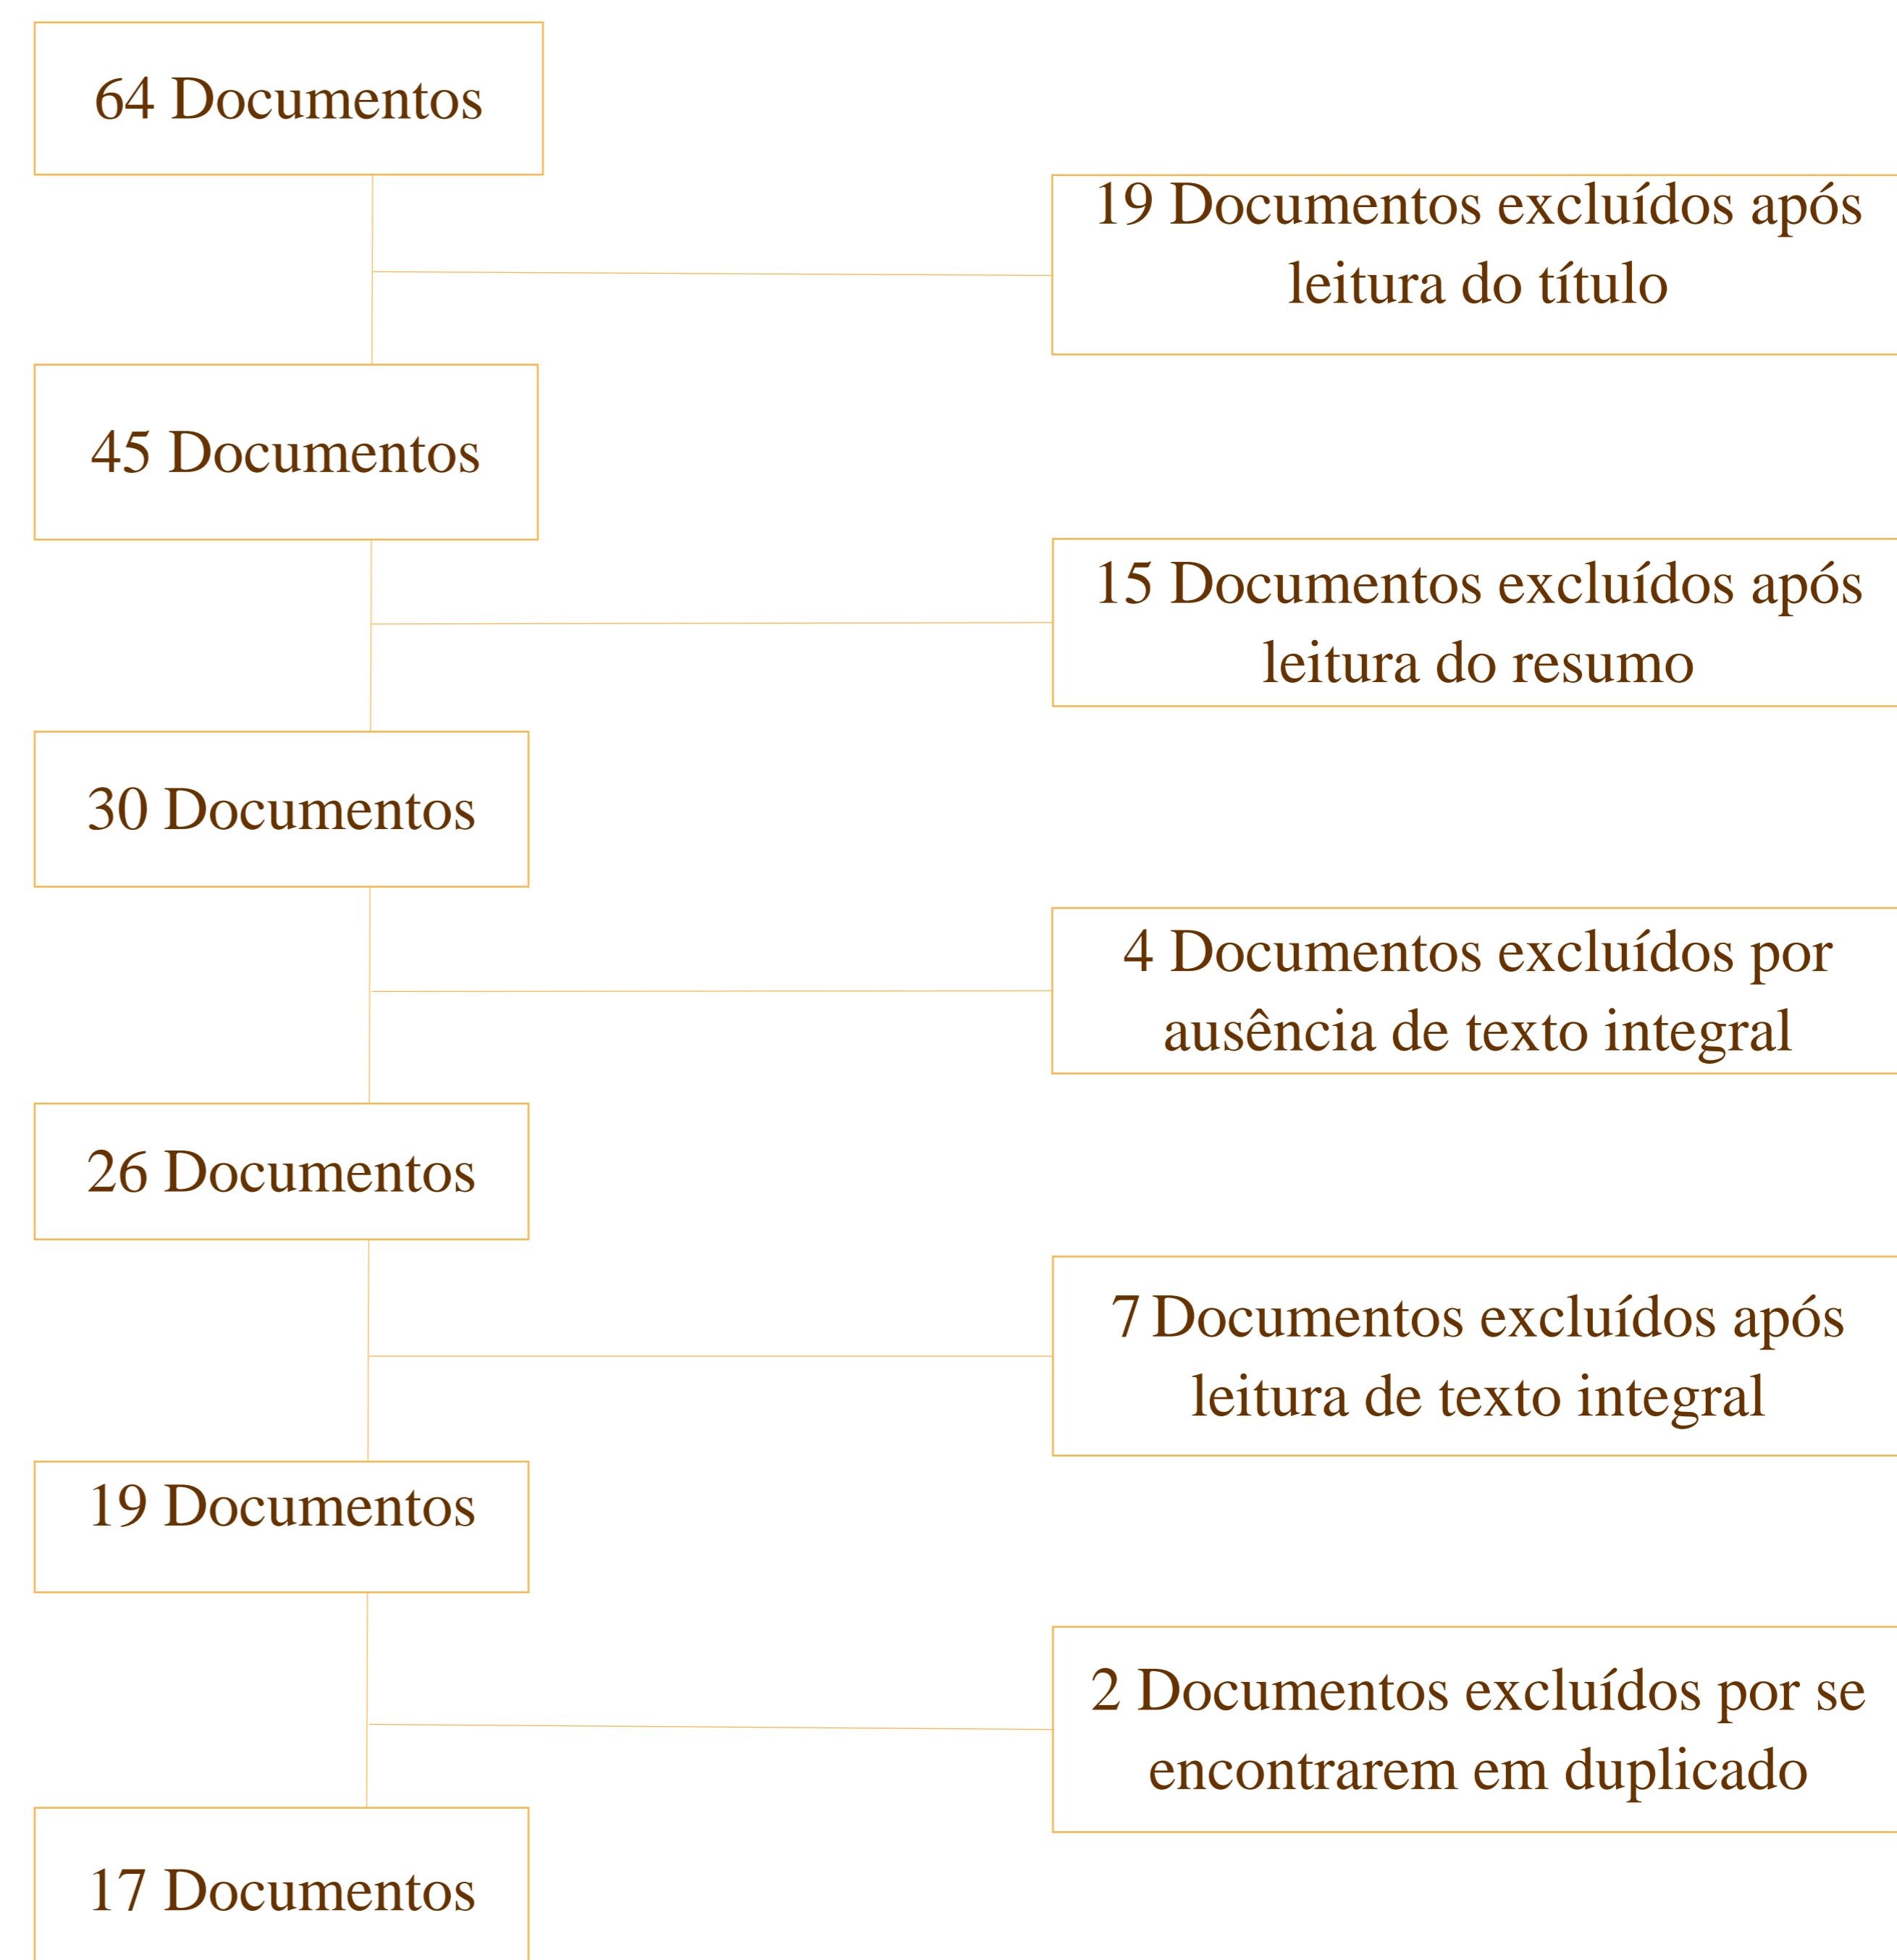 64 Documentos
19 Documentos excluídos após
leitura do título
45 Documentos
15 Documentos excluídos após
leitura do resumo
30 Documentos
4 Documentos excluídos por
ausência de texto integral
26 Documentos
7 Documentos excluídos após
leitura de texto integral
19 Documentos
2 Documentos excluídos por se
encontrarem em duplicado
17 Documentos